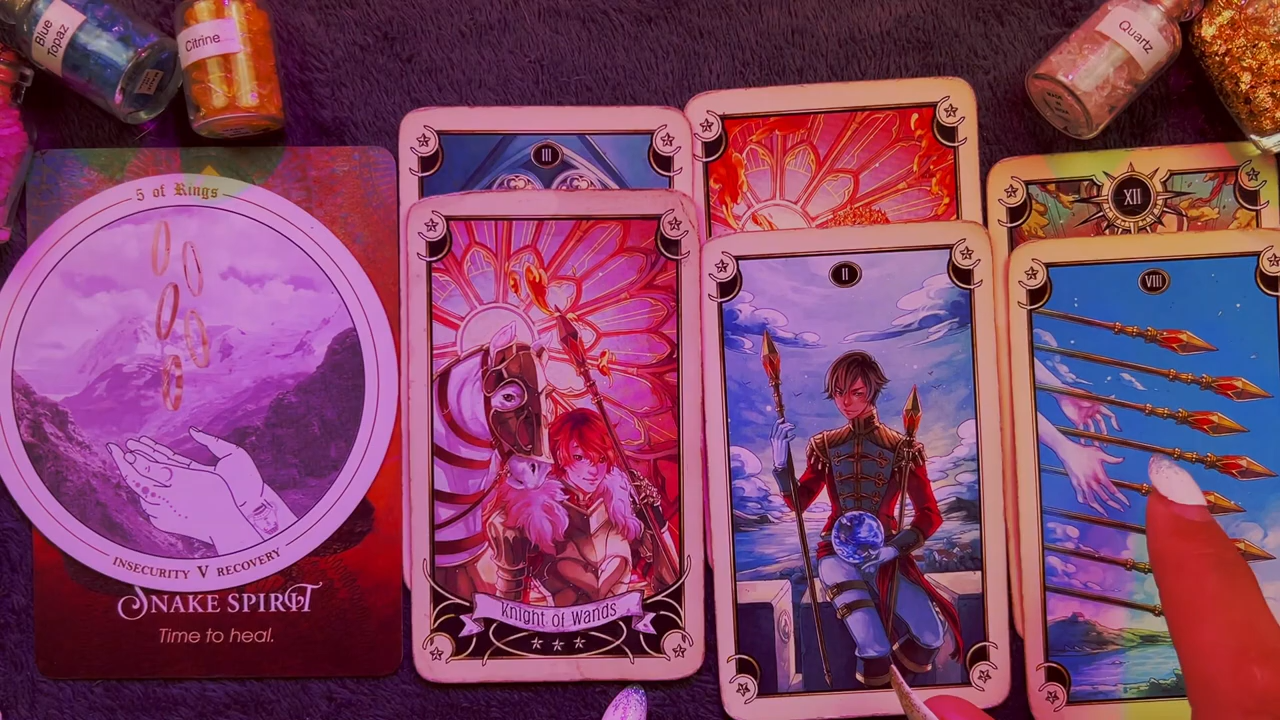 Blue
Topaz
Citrine
Quartz
5 of Rings
INSECURITY V RECOVERY
SNAKE SPIRIT
Time to heal.
III
Knight of Wands
II
XII
VIII